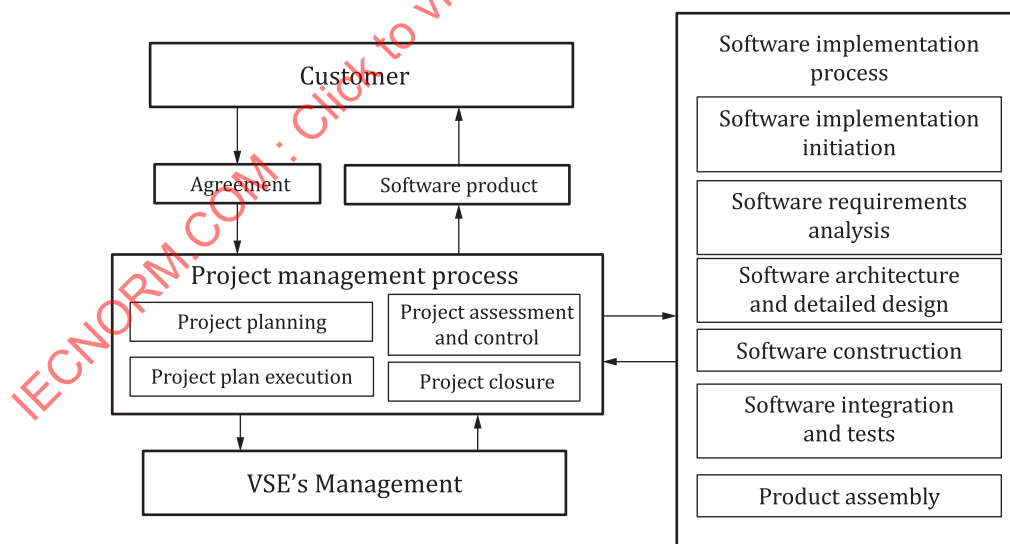 Customer
Agreement
Software product
Project management process
Project planning
Project assessment
and control
Project plan execution
Project closure
VSE’s Management
Software implementation
process
Software implementation
initiation
Software requirements
analysis
Software architecture
and detailed design
Software construction
Software integration
and tests
Product assembly
IECNORM.COM : Click to